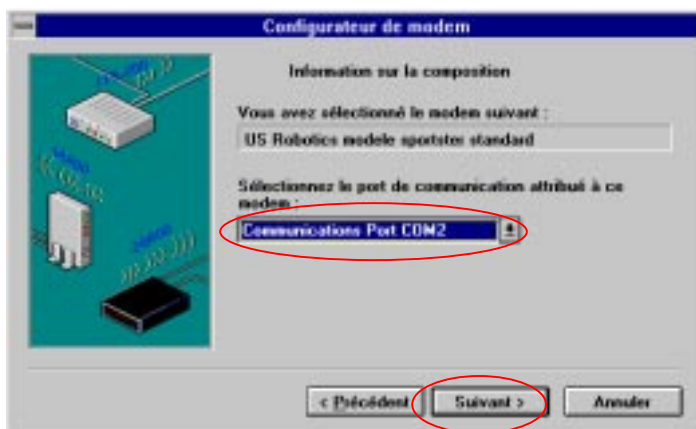 Configurateur de modem
Information sur la composition
Vous avez sélectionné le modem suivant :
US Robotics modele sportster standard
Sélectionnez le port de communication attribué à ce
modem :
Communications Port COM2
< Précédent Suivant > Annuler